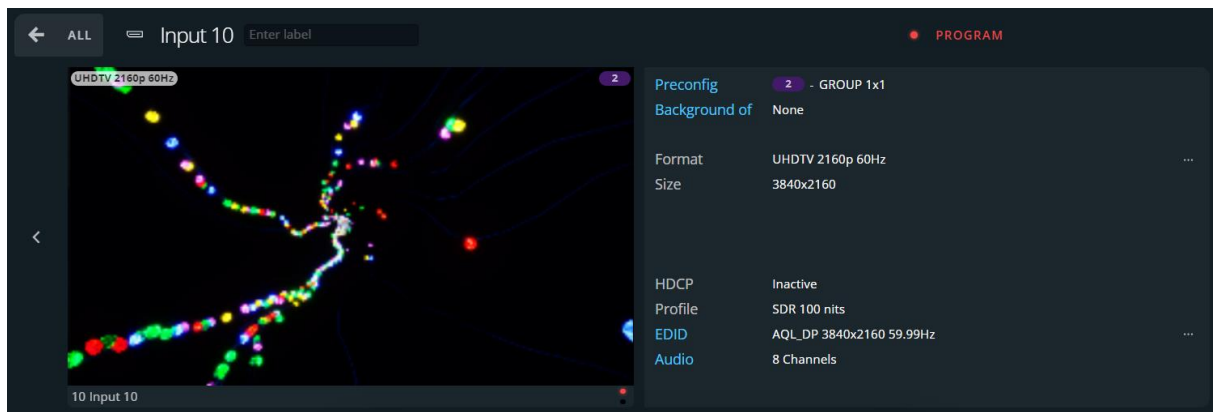 ALL Input 10 Enter label PROGRAM
UHDTV 2160p 60Hz 2
10 Input 10
Preconfig 2 - GROUP 1x1
Background of None
Format UHDTV 2160p 60Hz ...
Size 3840x2160
HDCP Inactive
Profile SDR 100 nits
EDID AQL_DP 3840x2160 59.99Hz ...
Audio 8 Channels